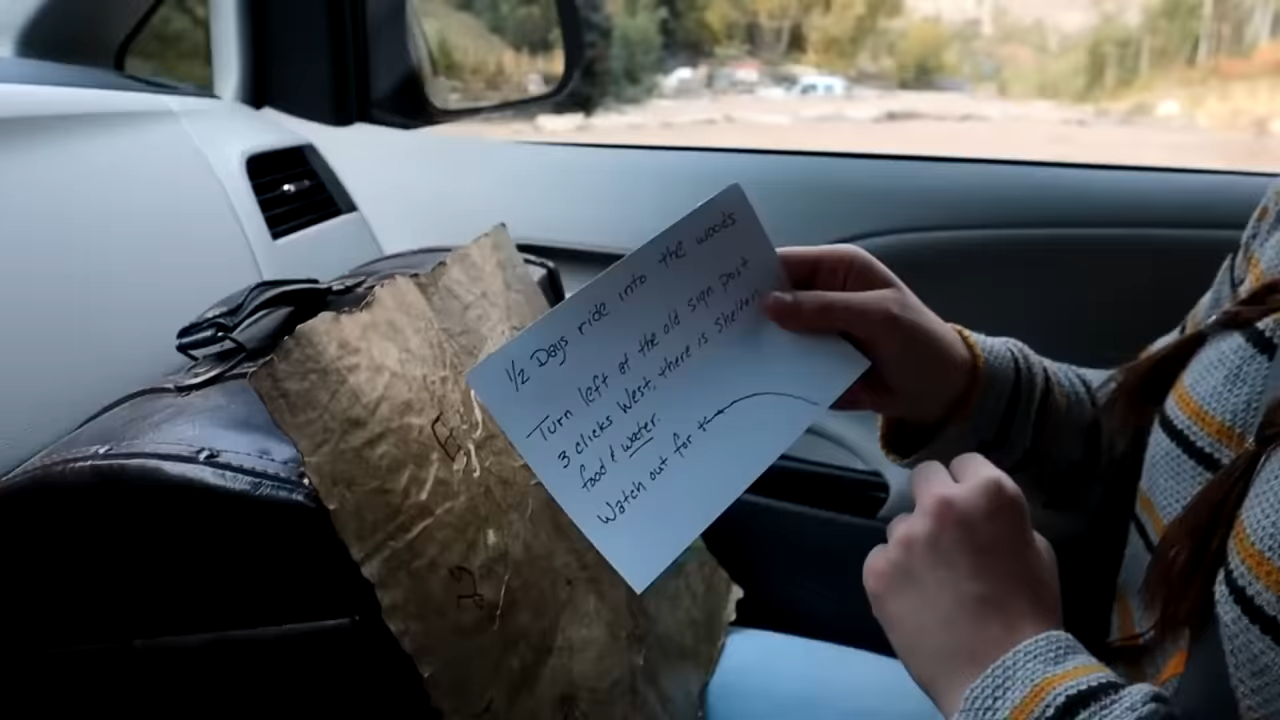 1/2 Days ride into the woods
Turn left at the old sign post
3 clicks West, there is shelter,
food & water.
Watch out for